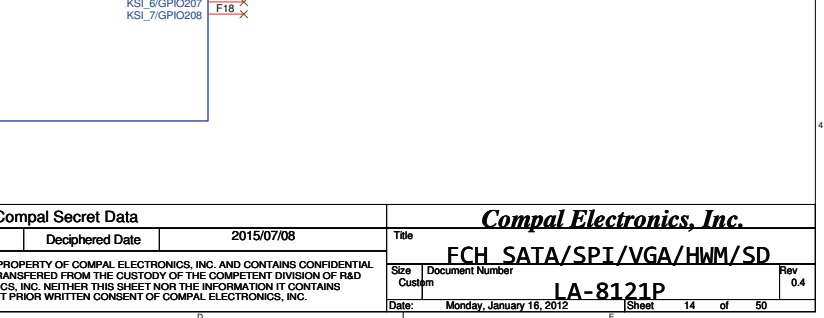 KSI_6/GPIO207
KSI_7/GPIO208 F18
4
Compal Secret Data
Deciphered Date 2015/07/08
PROPERTY OF COMPAL ELECTRONICS, INC. AND CONTAINS CONFIDENTIAL
RANSFERED FROM THE CUSTODY OF THE COMPETENT DIVISION OF R&D
CS, INC. NEITHER THIS SHEET NOR THE INFORMATION IT CONTAINS
T PRIOR WRITTEN CONSENT OF COMPAL ELECTRONICS, INC.
Compal Electronics, Inc.
Title
FCH SATA/SPI/VGA/HWM/SD
Size Document Number Rev
Custom LA-8121P 0.4
Date: Monday, January 16, 2012 Sheet 14 of 50